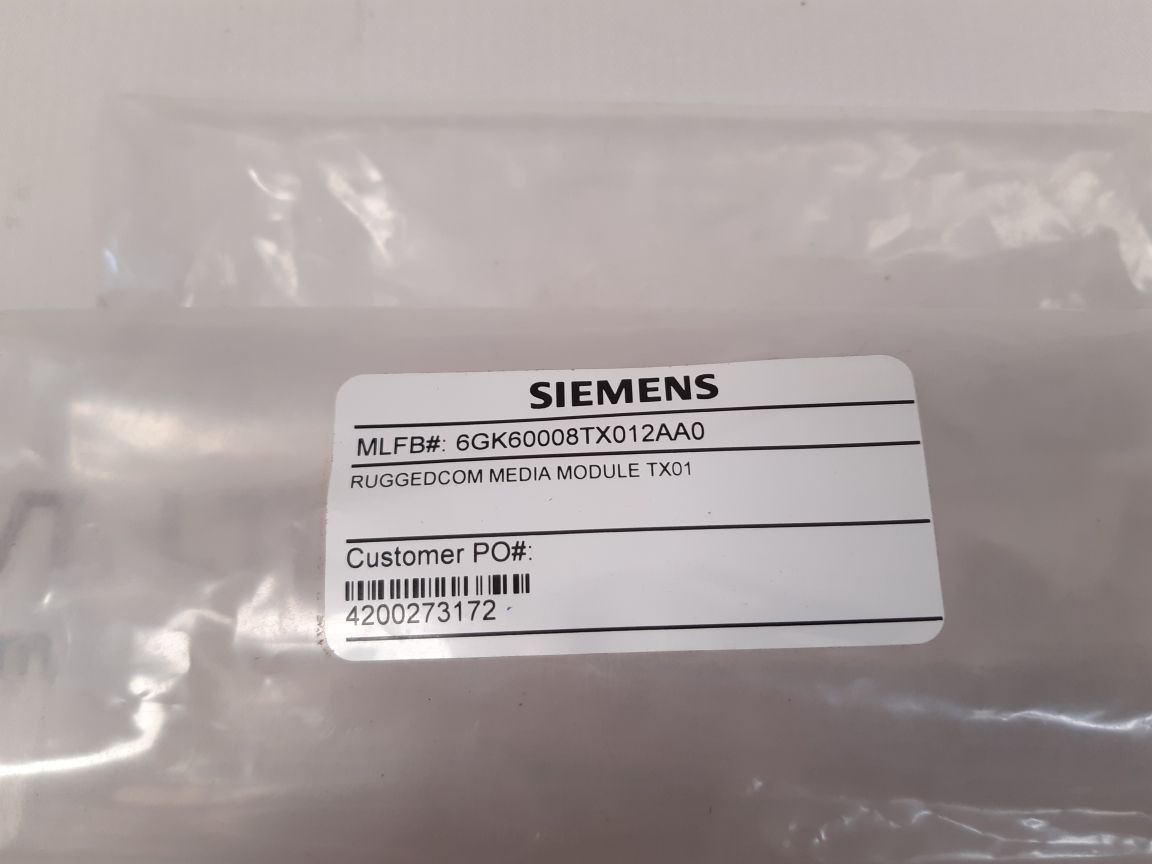 SIEMENS
MLFB#: 6GK60008TX012AA0
RUGGEDCOM MEDIA MODULE TX01
Customer PO#:
4200273172